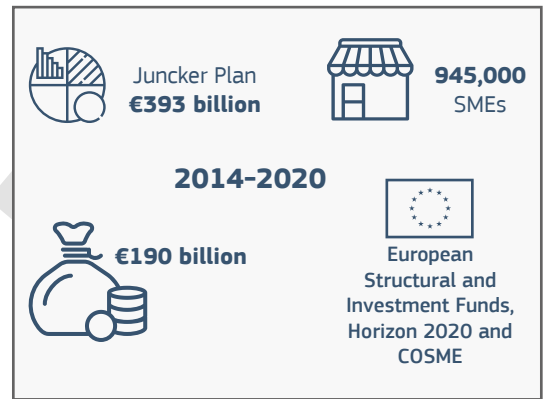 Juncker Plan
€393 billion
945,000
SMEs
2014-2020
€190 billion
European
Structural and
Investment Funds,
Horizon 2020 and
COSME